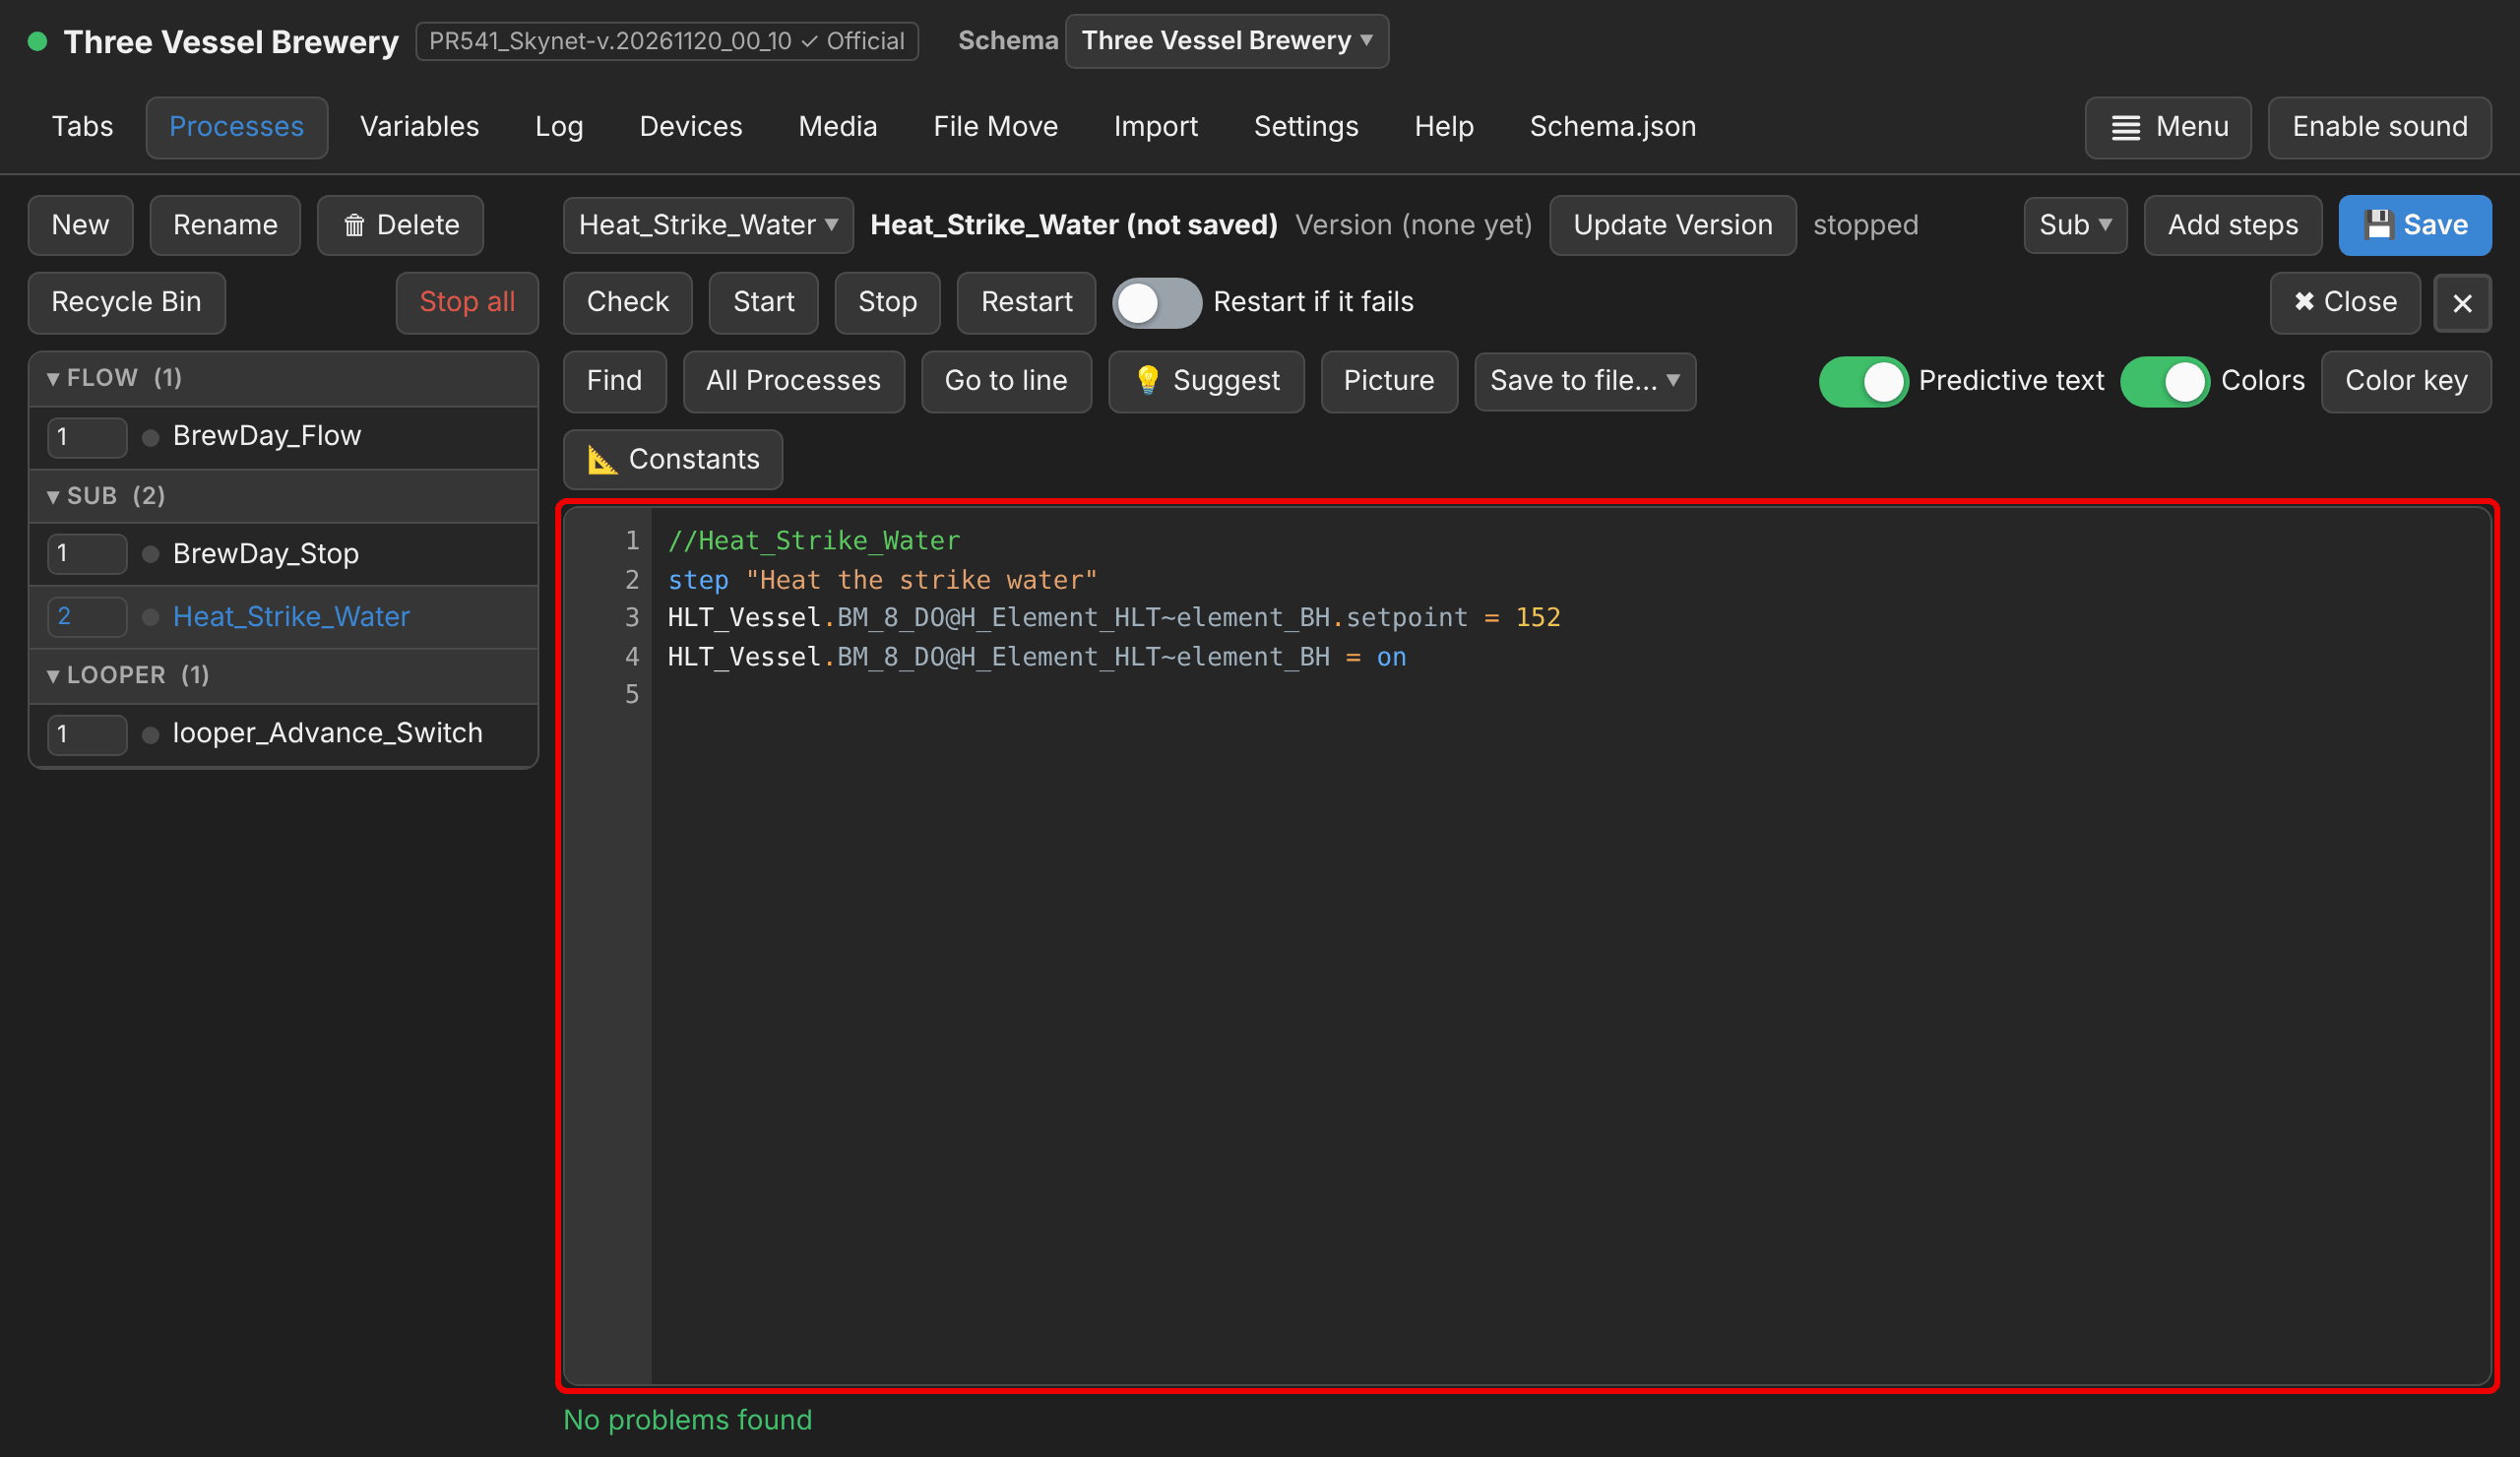 Three Vessel Brewery PR541_Skynet-v.20261120_00_10 ✓ Official Schema Three Vessel Brewery ▾
Tabs Processes Variables Log Devices Media File Move Import Settings Help Schema.json Menu Enable sound
New Rename Delete Heat_Strike_Water ▾ Heat_Strike_Water (not saved) Version (none yet) Update Version stopped Sub ▾ Add steps Save
Recycle Bin Stop all Check Start Stop Restart Restart if it fails ✖ Close ✕
Find All Processes Go to line Suggest Picture Save to file... ▾ Predictive text Colors Color key
Constants
▾ FLOW (1)
1 BrewDay_Flow
▾ SUB (2)
1 BrewDay_Stop
2 Heat_Strike_Water
▾ LOOPER (1)
1 looper_Advance_Switch
1 //Heat_Strike_Water
2 step "Heat the strike water"
3 HLT_Vessel.BM_8_DO@H_Element_HLT~element_BH.setpoint = 152
4 HLT_Vessel.BM_8_DO@H_Element_HLT~element_BH = on
5
No problems found